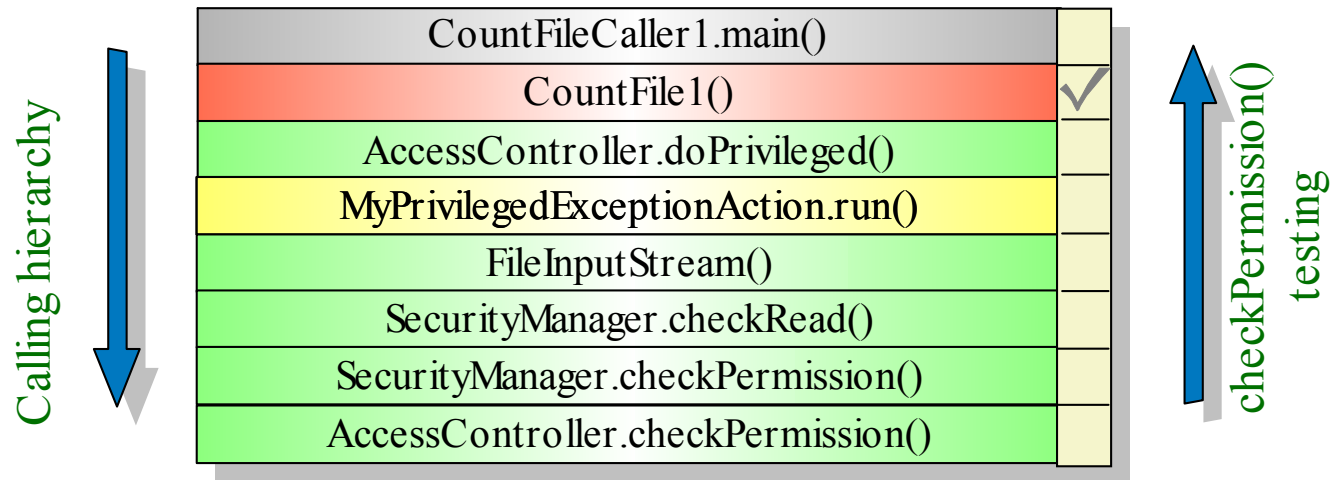 Calling hierarchy
CountFileCaller1.main()
CountFile1()
AccessController.doPrivileged()
MyPrivilegedExceptionAction.run()
FileInputStream()
SecurityManager.checkRead()
SecurityManager.checkPermission()
AccessController.checkPermission()
checkPermission()
testing